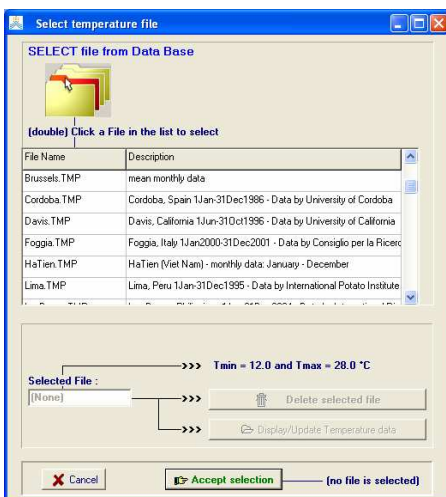 Select temperature file
SELECT file from Data Base
(double) Click a File in the list to select
File Name Description
Brussels.TMP mean monthly data
Cordoba.TMP Cordoba, Spain 1Jan-31Dec1986 - Data by University of Cordoba
Davis.TMP Davis, California 1Jun-31Oct1996 - Data by University of California
Foggia.TMP Foggia, Italy 1Jan2000-31Dec2001 - Data by Consiglio per la Ricerc
HaTien.TMP HaTien (Viet Nam) - monthly data: January - December
Lima.TMP Lima, Peru 1Jan-31Dec1995 - Data by International Potato Institute
>>> Tmin = 12.0 and Tmax = 28.0 °C
Selected File :
(None) >>> Delete selected file
>>> Display/Update Temperature data
Cancel Accept selection (no file is selected)